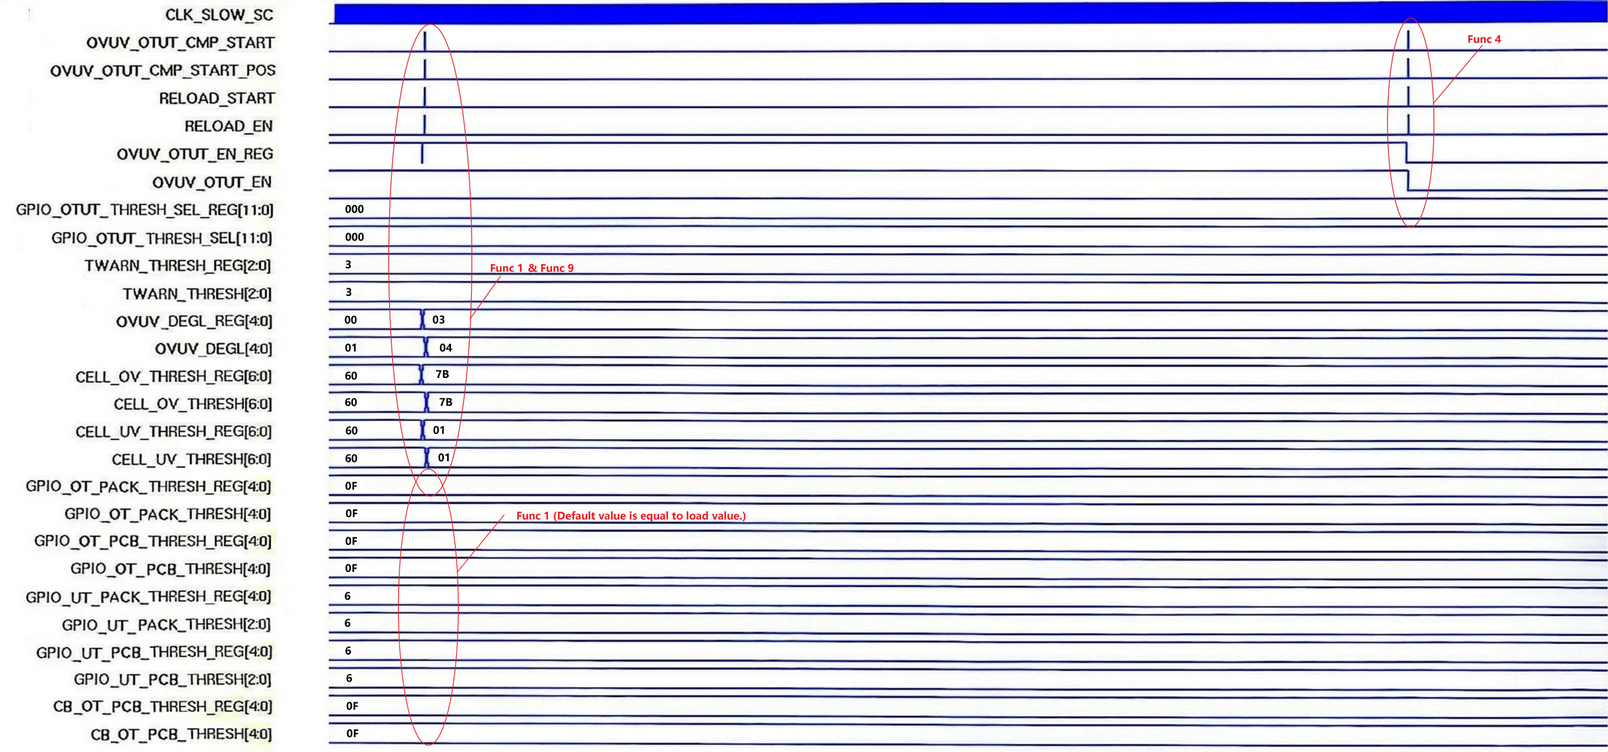 CLK_SLOW_SC
OVUV_OTUT_CMP_START
Func 4
OVUV_OTUT_CMP_START_POS
RELOAD_START
RELOAD_EN
OVUV_OTUT_EN_REG
OVUV_OTUT_EN
GPIO_OTUT_THRESH_SEL_REG[11:0] 000
GPIO_OTUT_THRESH_SEL[11:0] 000
TWARN_THRESH_REG[2:0] 3
Func 1 & Func 9
TWARN_THRESH[2:0] 3
OVUV_DEGL_REG[4:0] 00 03
OVUV_DEGL[4:0] 01 04
CELL_OV_THRESH_REG[6:0] 60 7B
CELL_OV_THRESH[6:0] 60 7B
CELL_UV_THRESH_REG[6:0] 60 01
CELL_UV_THRESH[6:0] 60 01
GPIO_OT_PACK_THRESH_REG[4:0] 0F
GPIO_OT_PACK_THRESH[4:0] 0F
Func 1 (Default value is equal to load value.)
GPIO_OT_PCB_THRESH_REG[4:0] 0F
GPIO_OT_PCB_THRESH[4:0] 0F
GPIO_UT_PACK_THRESH_REG[4:0] 6
GPIO_UT_PACK_THRESH[2:0] 6
GPIO_UT_PCB_THRESH_REG[4:0] 6
GPIO_UT_PCB_THRESH[2:0] 6
CB_OT_PCB_THRESH_REG[4:0] 0F
CB_OT_PCB_THRESH[4:0] 0F